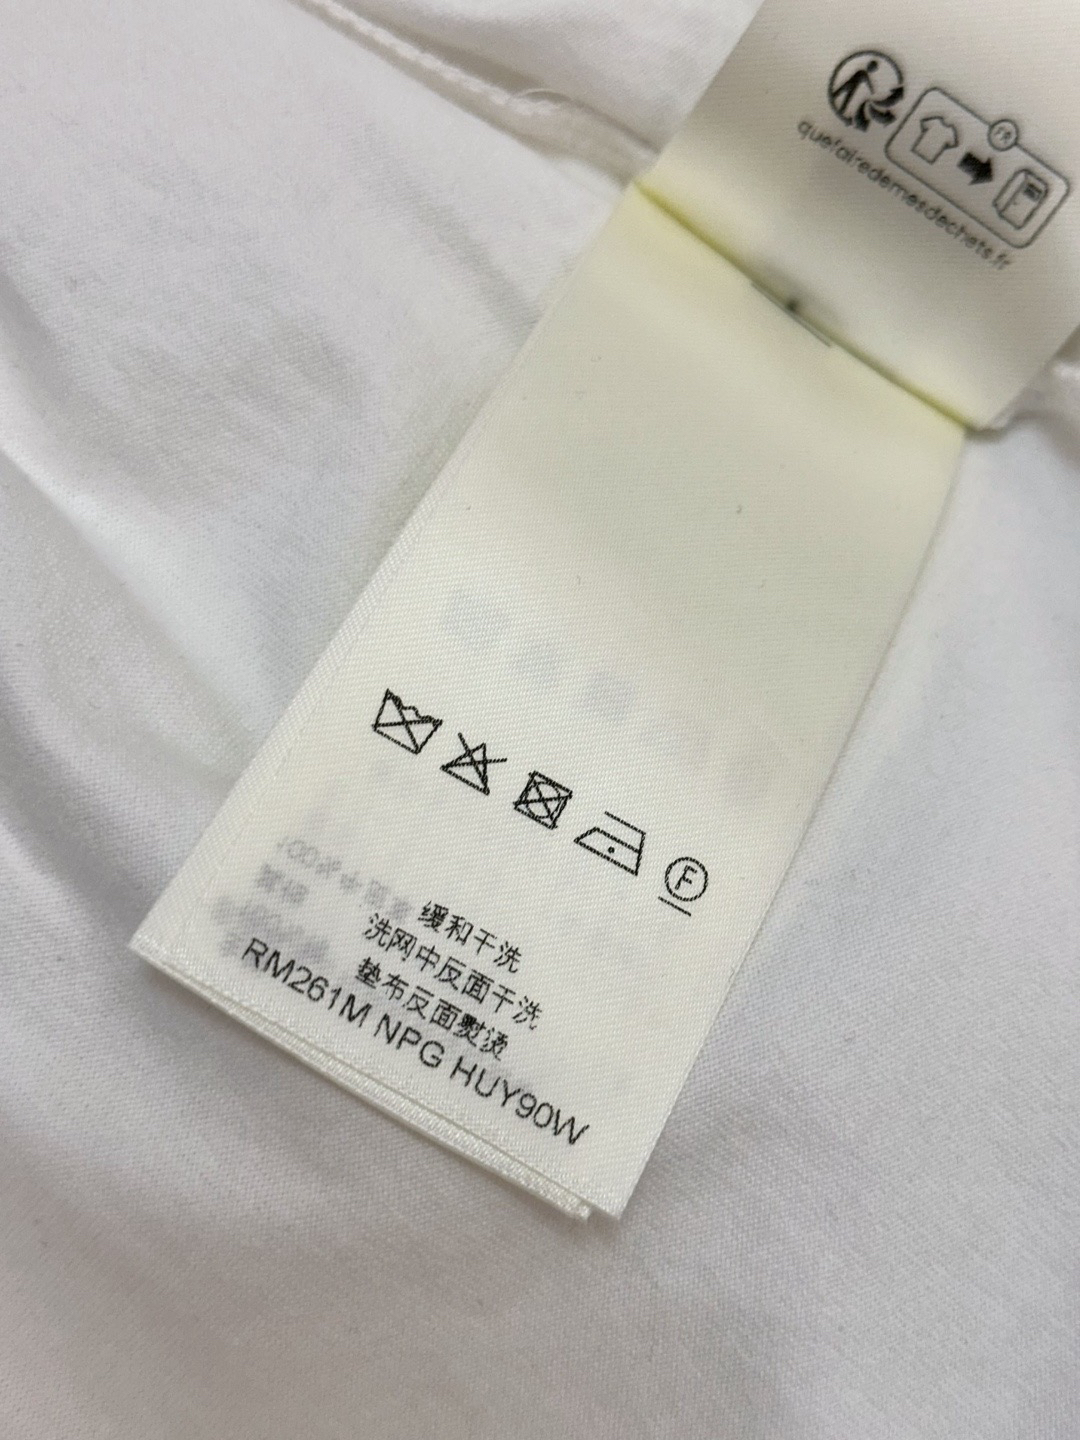 FR
quefairedemesdechets.fr
F
缓和干洗
洗网中反面干洗
垫布反面熨烫
RM261M NPG HUY90W